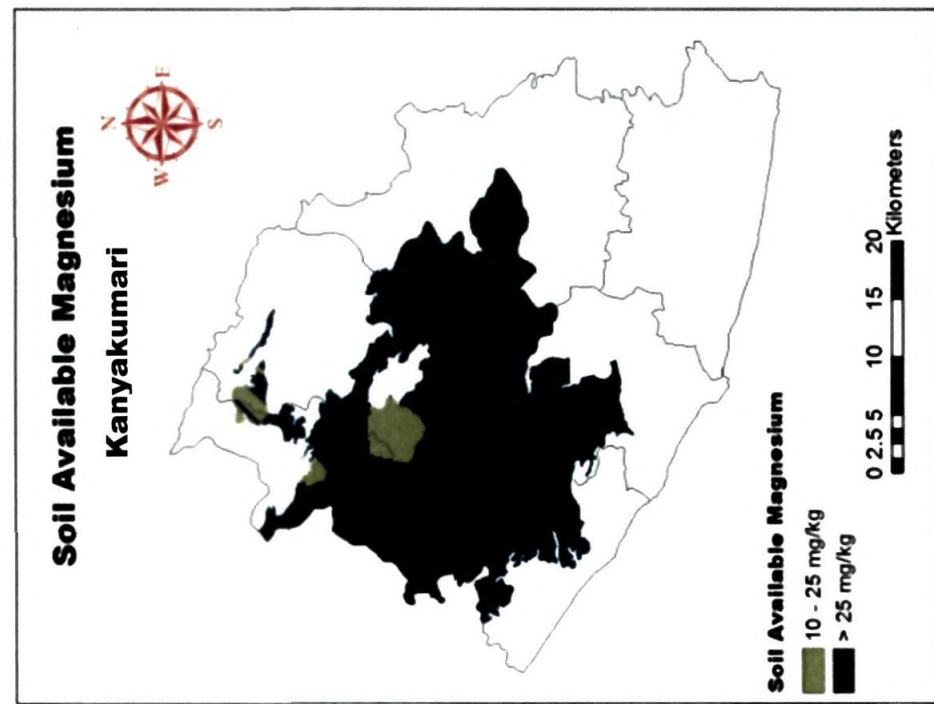 Soil Available Magnesium
Kanyakumari
N
W
E
S
Soil Available Magnesium
10 - 25 mg/kg
> 25 mg/kg
0 2.5 5 10 15 20
Kilometers